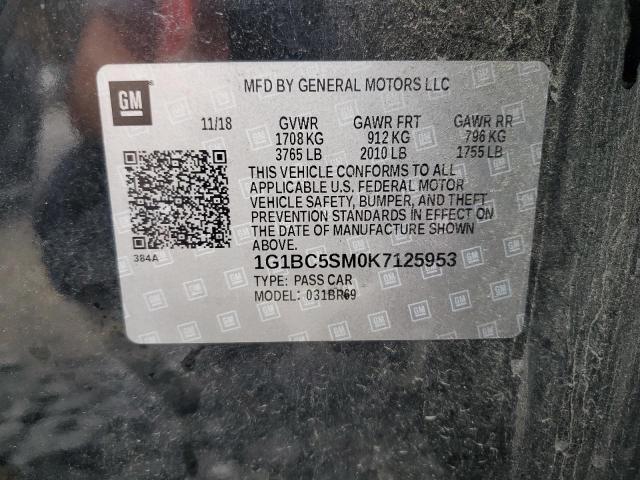 GM
MFD BY GENERAL MOTORS LLC
11/18 GVWR GAWR FRT GAWR RR
1708 KG 912 KG 796 KG
3765 LB 2010 LB 1755 LB
THIS VEHICLE CONFORMS TO ALL
APPLICABLE U.S. FEDERAL MOTOR
VEHICLE SAFETY, BUMPER, AND THEFT
PREVENTION STANDARDS IN EFFECT ON
THE DATE OF MANUFACTURE SHOWN
ABOVE.
384A
1G1BC5SM0K7125953
TYPE: PASS CAR
MODEL: 031BR69